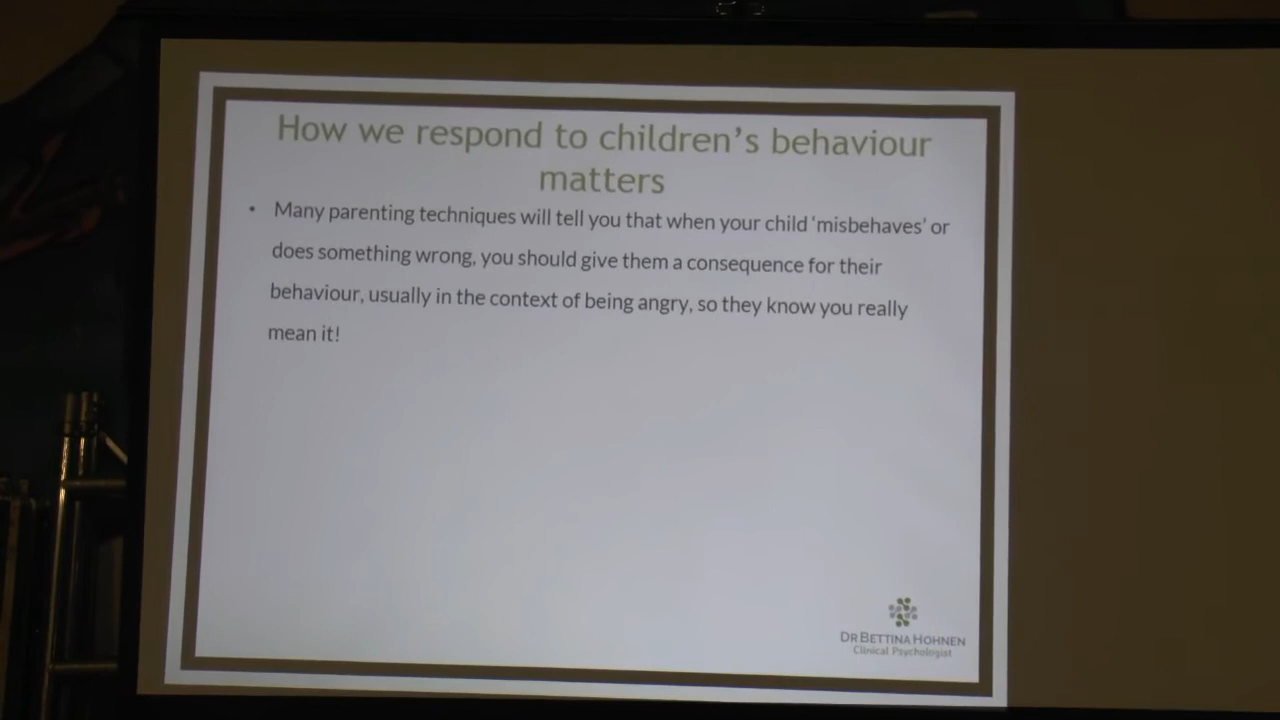 How we respond to children’s behaviour
matters
• Many parenting techniques will tell you that when your child ‘misbehaves’ or
does something wrong, you should give them a consequence for their
behaviour, usually in the context of being angry, so they know you really
mean it!
DR BETTINA HOHNEN
Clinical Psychologist